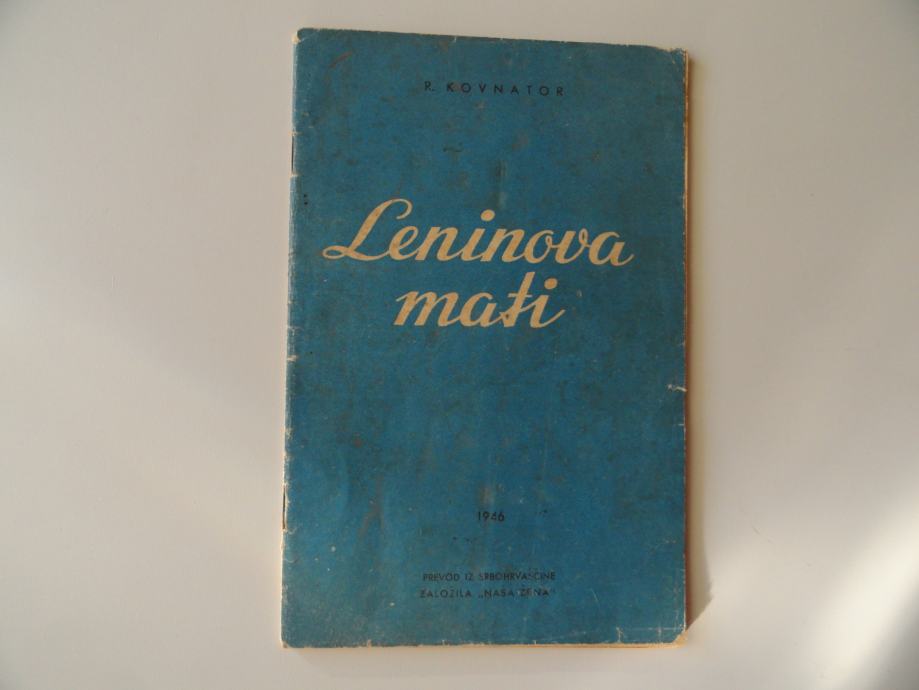 R. KOVNATOR
Leninova
mati
1946
PREVOD IZ SRBOHRVAŠČINE
ZALOŽILA „NAŠA ŽENA"